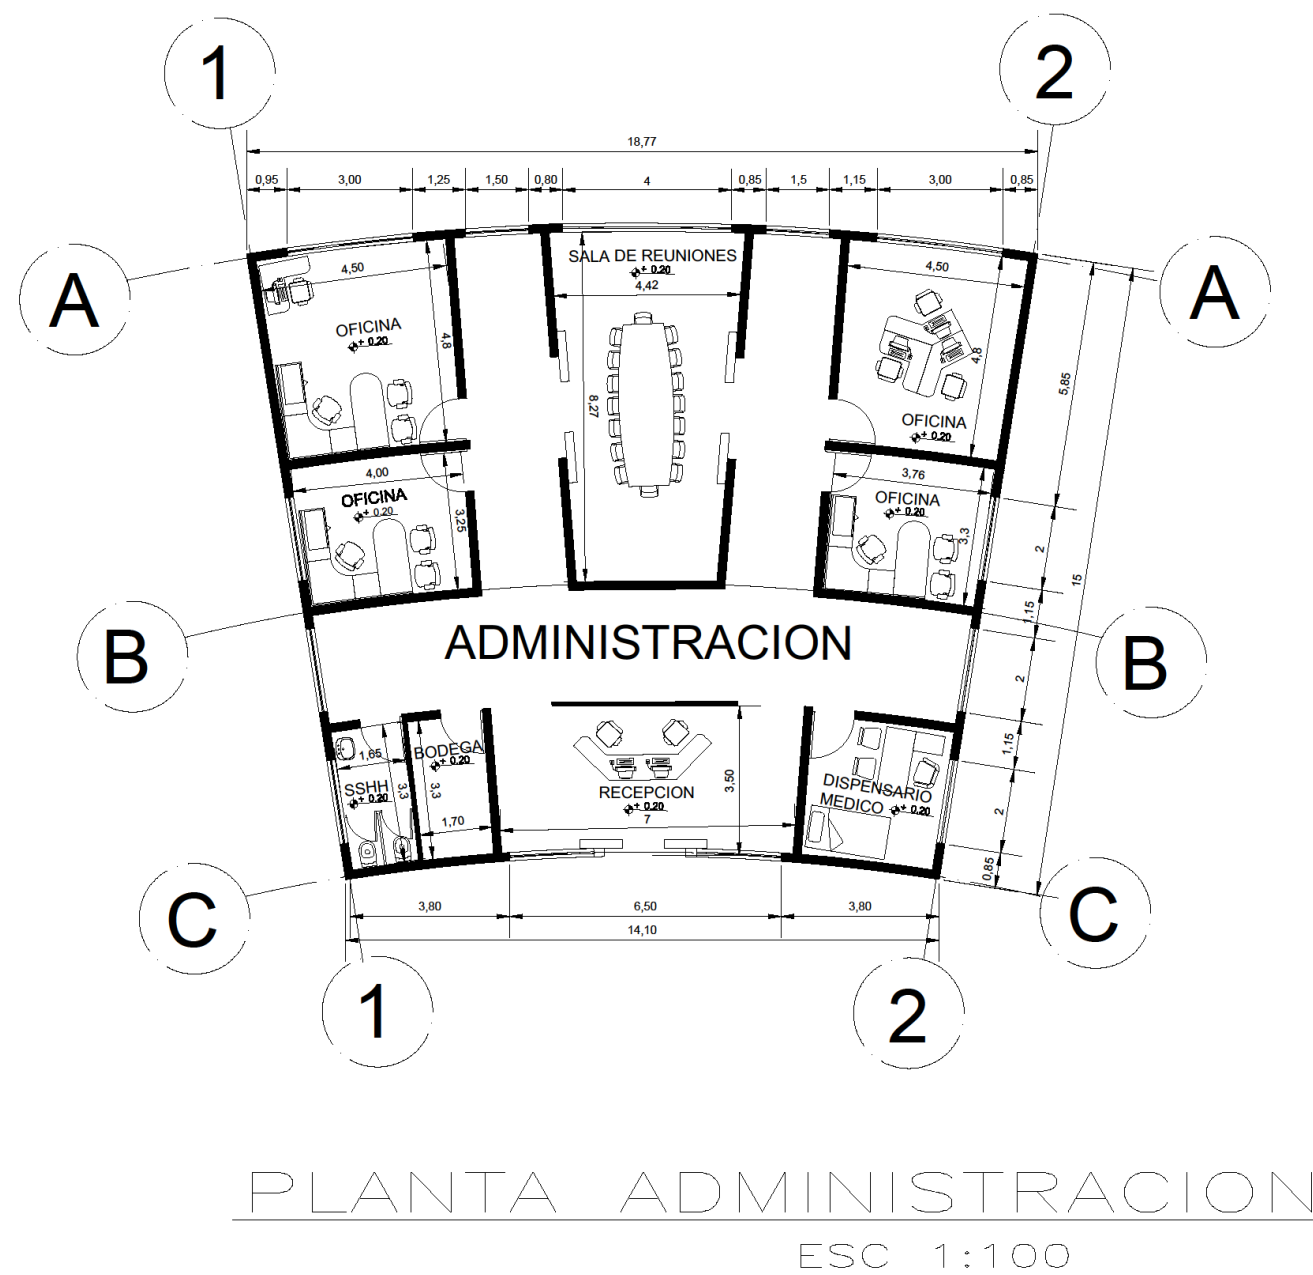 1
2
18,77
0,95
3,00
1,25
1,50
0,80
4
0,85
1,5
1,15
3,00
0,85
A
A
SALA DE REUNIONES
+ 0.20
4,42
4,50
4,50
OFICINA
+ 0.20
4,8
4,8
5,85
8,27
OFICINA
+ 0.20
4,00
OFICINA
+ 0.20
3,25
3,76
OFICINA
+ 0.20
3,3
2
15
1,15
B
ADMINISTRACION
B
2
1,15
1,65
SSHH
+ 0.20
3,3
BODEGA
+ 0.20
3,3
1,70
3,50
RECEPCION
+ 0.20
7
DISPENSARIO
MEDICO
+ 0.20
2
0,85
C
C
3,80
6,50
3,80
14,10
1
2
PLANTA ADMINISTRACION
ESC 1:100